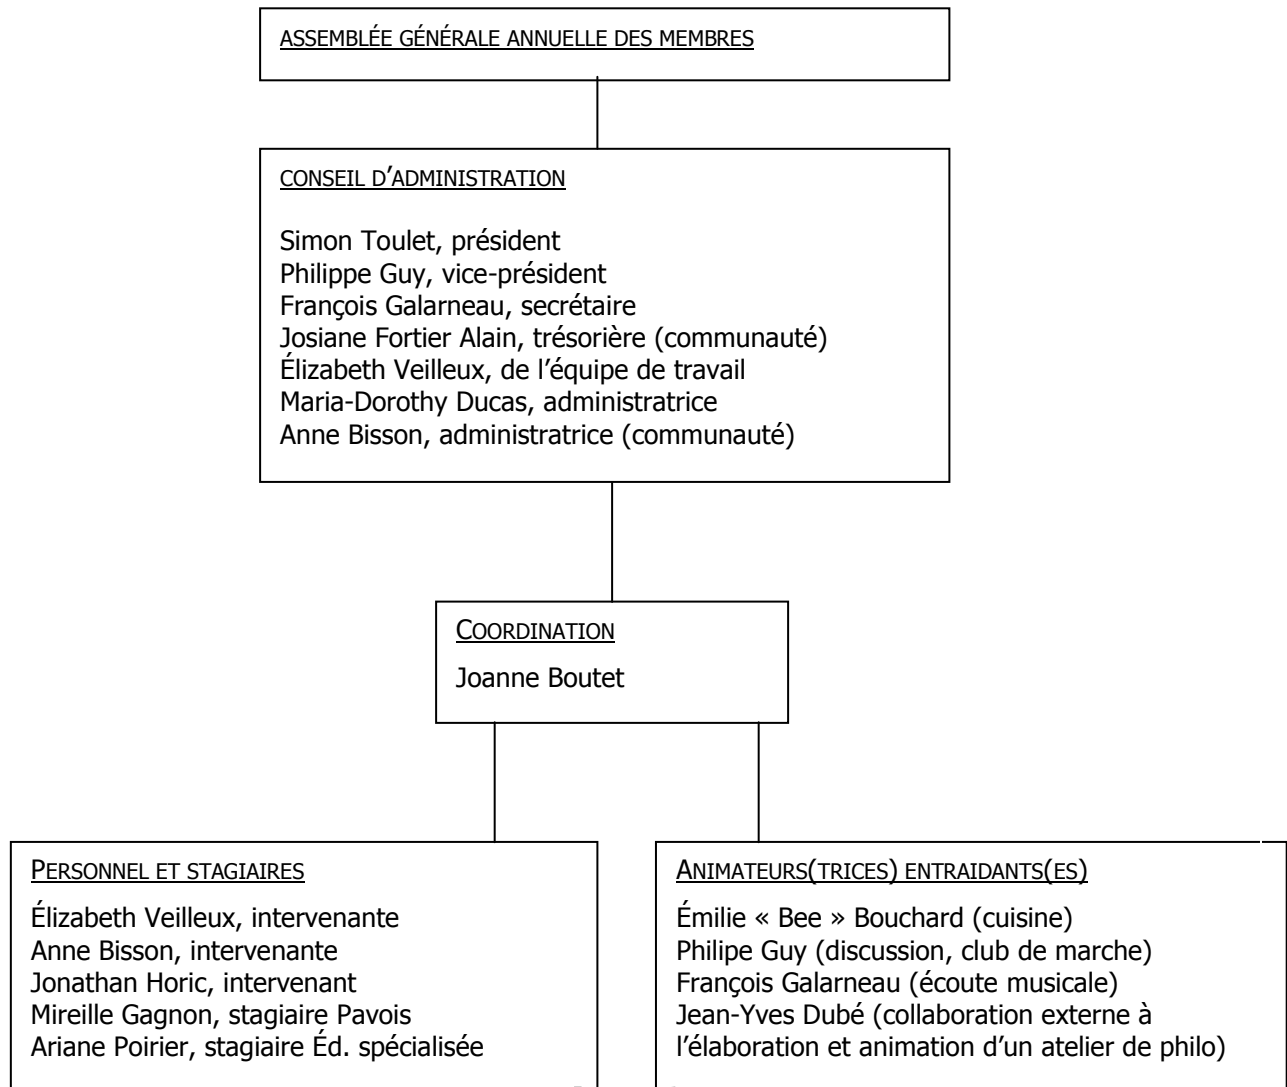 ASSEMBLÉE GÉNÉRALE ANNUELLE DES MEMBRES
CONSEIL D'ADMINISTRATION
Simon Toulet, président
Philippe Guy, vice-président
François Galarneau, secrétaire
Josiane Fortier Alain, trésorière (communauté)
Élizabeth Veilleux, de l'équipe de travail
Maria-Dorothy Ducas, administratrice
Anne Bisson, administratrice (communauté)
COORDINATION
Joanne Boutet
PERSONNEL ET STAGIAIRES
Élizabeth Veilleux, intervenante
Anne Bisson, intervenante
Jonathan Horic, intervenant
Mireille Gagnon, stagiaire Pavois
Ariane Poirier, stagiaire Éd. spécialisée
ANIMATEURS(TRICES) ENTRAIDANTS(ES)
Émilie « Bee » Bouchard (cuisine)
Philipe Guy (discussion, club de marche)
François Galarneau (écoute musicale)
Jean-Yves Dubé (collaboration externe à
l'élaboration et animation d'un atelier de philo)